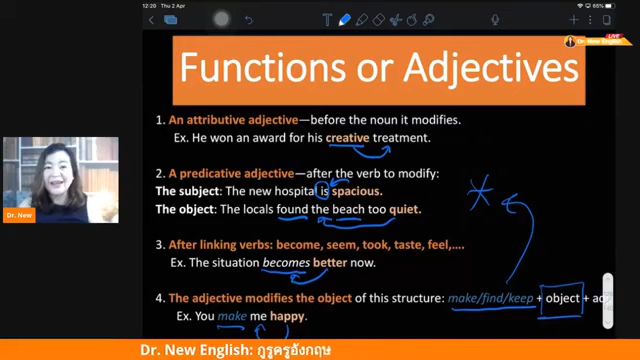 12:20
65%
LIVE
Dr. New English
Functions or Adjectives
1. An attributive adjective—before the noun it modifies.
Ex. He won an award for his creative treatment.
2. A predicative adjective—after the verb to modify:
The subject: The new hospital is spacious.
The object: The locals found the beach too quiet.
3. After linking verbs: become, seem, took, taste, feel,….
Ex. The situation becomes better now.
4. The adjective modifies the object of this structure: make/find/keep + object + adj
Ex. You make me happy.
Dr. New
Dr. New English: กูรูครูอังกฤษ